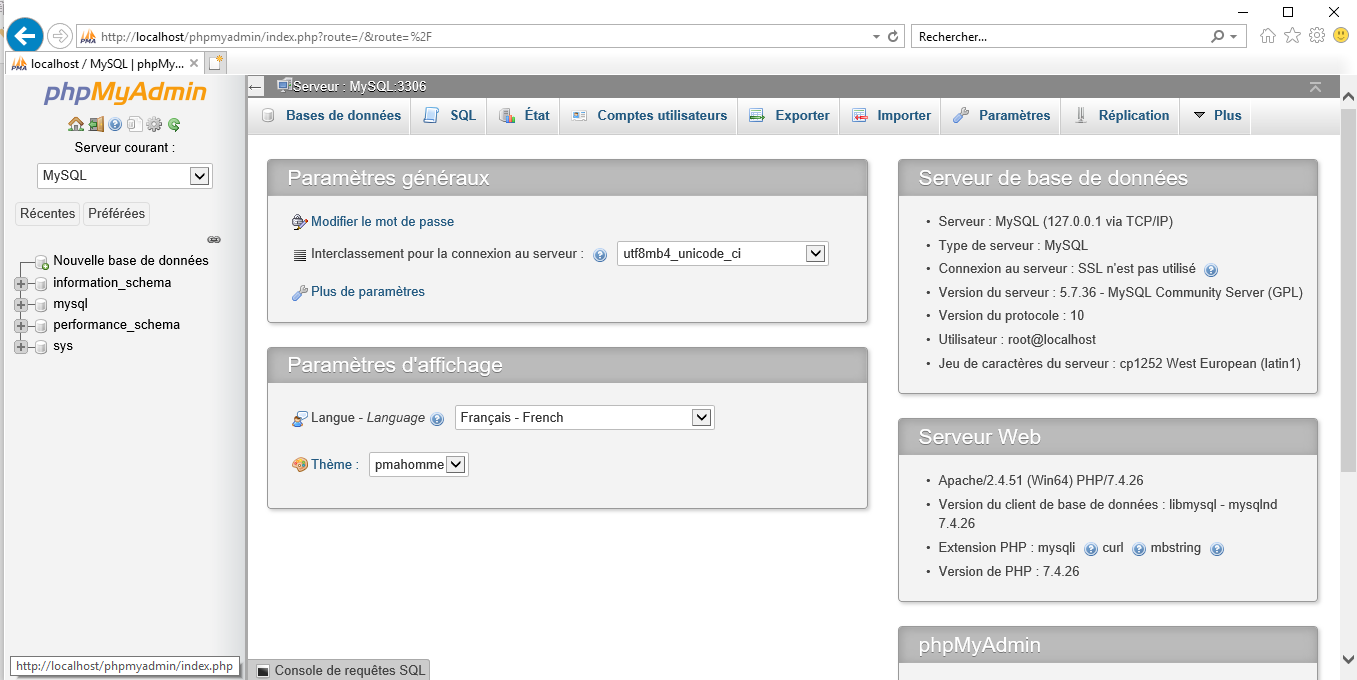 http://localhost/phpmyadmin/index.php?route=/&route=%2F
Rechercher...
localhost / MySQL | phpMy...
phpMyAdmin
Serveur courant :
MySQL
Récentes Préférées
Nouvelle base de données
information_schema
mysql
performance_schema
sys
http://localhost/phpmyadmin/index.php
Serveur : MySQL:3306
Bases de données SQL État Comptes utilisateurs Exporter Importer Paramètres Réplication Plus
Paramètres généraux
Modifier le mot de passe
Interclassement pour la connexion au serveur : utf8mb4_unicode_ci
Plus de paramètres
Paramètres d'affichage
Langue - Language Français - French
Thème : pmahomme
Serveur de base de données
• Serveur : MySQL (127.0.0.1 via TCP/IP)
• Type de serveur : MySQL
• Connexion au serveur : SSL n'est pas utilisé
• Version du serveur : 5.7.36 - MySQL Community Server (GPL)
• Version du protocole : 10
• Utilisateur : root@localhost
• Jeu de caractères du serveur : cp1252 West European (latin1)
Serveur Web
• Apache/2.4.51 (Win64) PHP/7.4.26
• Version du client de base de données : libmysql - mysqlnd
7.4.26
• Extension PHP : mysqli curl mbstring
• Version de PHP : 7.4.26
phpMyAdmin
Console de requêtes SQL